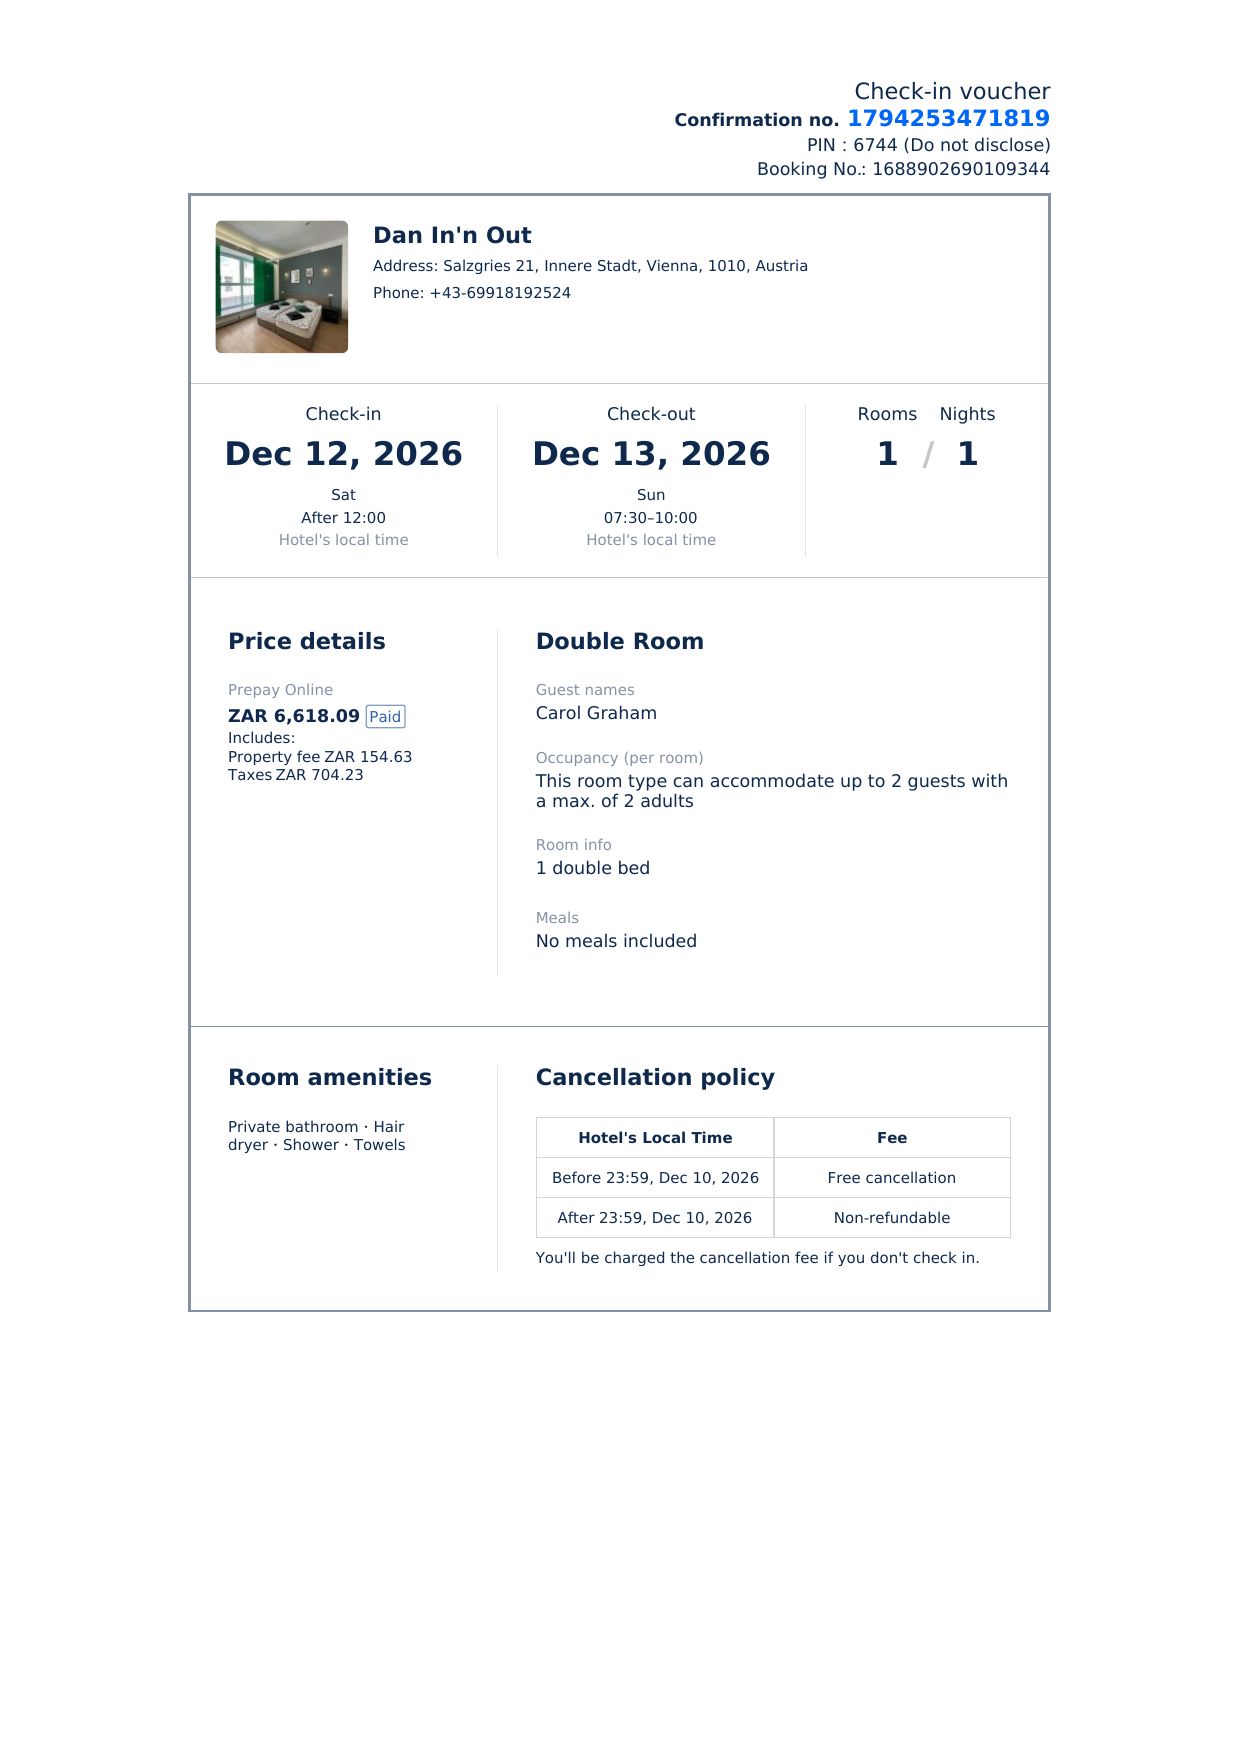 Check-in voucher
Confirmation no. 1794253471819
PIN : 6744 (Do not disclose)
Booking No.: 1688902690109344
Dan In'n Out
Address: Salzgries 21, Innere Stadt, Vienna, 1010, Austria
Phone: +43-69918192524
Check-in
Dec 12, 2026
Sat
After 12:00
Hotel's local time
Check-out
Dec 13, 2026
Sun
07:30–10:00
Hotel's local time
Rooms Nights
1 / 1
Price details
Prepay Online
ZAR 6,618.09 Paid
Includes:
Property fee ZAR 154.63
Taxes ZAR 704.23
Double Room
Guest names
Carol Graham
Occupancy (per room)
This room type can accommodate up to 2 guests with
a max. of 2 adults
Room info
1 double bed
Meals
No meals included
Room amenities
Private bathroom · Hair
dryer · Shower · Towels
Cancellation policy
Hotel's Local Time Fee
Before 23:59, Dec 10, 2026 Free cancellation
After 23:59, Dec 10, 2026 Non-refundable
You'll be charged the cancellation fee if you don't check in.